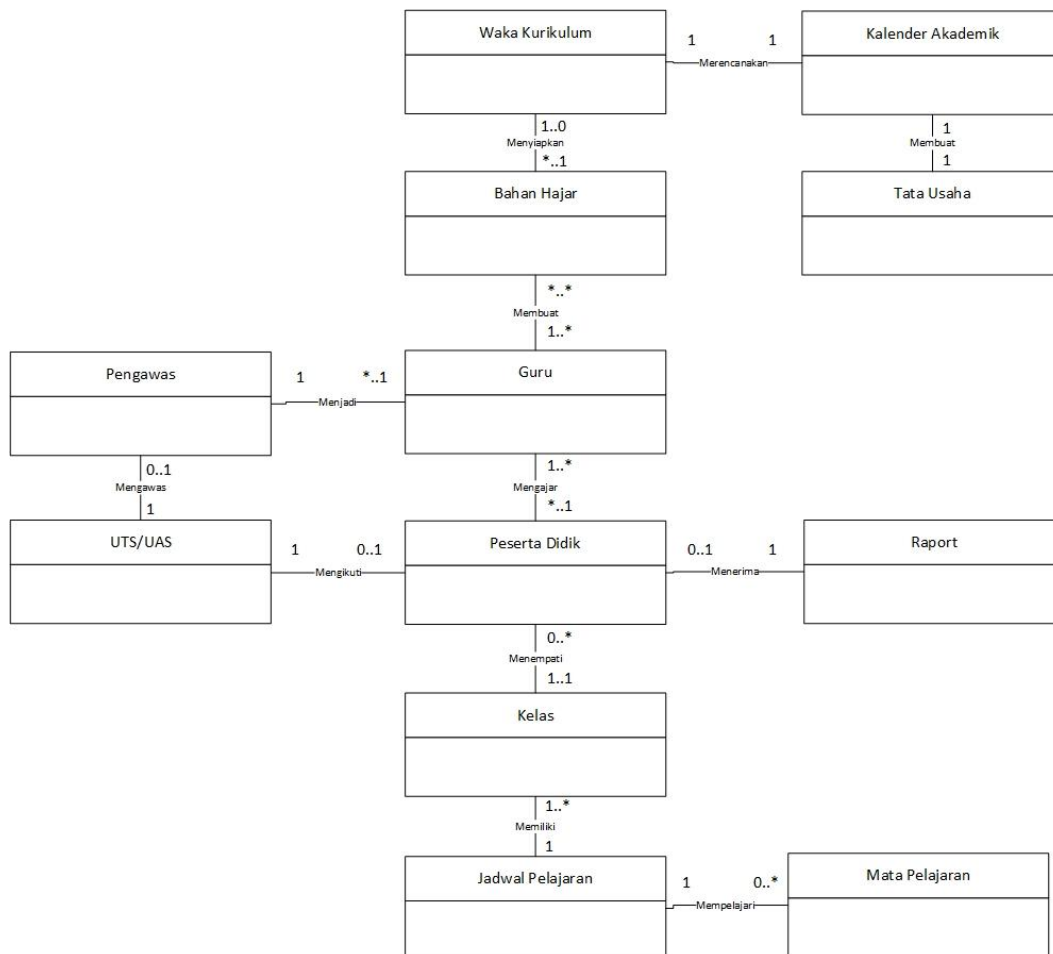 Waka Kurikulum
1
1
Merencanakan
Kalender Akademik
1..0
Menyiapkan
*..1
1
Membuat
1
Bahan Hajar
Tata Usaha
*..*
Membuat
1..*
Pengawas
1
*..1
Menjadi
Guru
0..1
Mengawas
1
1..*
Mengajar
*..1
UTS/UAS
1
0..1
Mengikuti
Peserta Didik
0..1
1
Menerima
Raport
0..*
Menempati
1..1
Kelas
1..*
Memiliki
1
Jadwal Pelajaran
1
0..*
Mempelajari
Mata Pelajaran